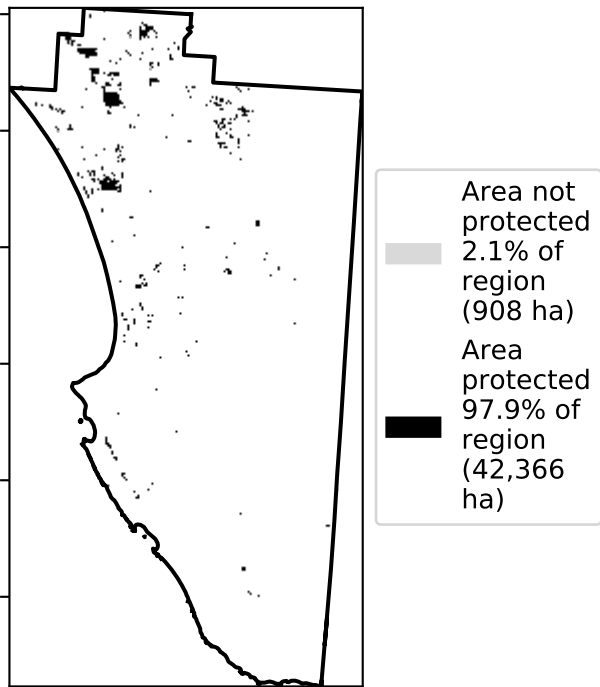 Area not
protected
2.1% of
region
(908 ha)
Area
protected
97.9% of
region
(42,366
ha)